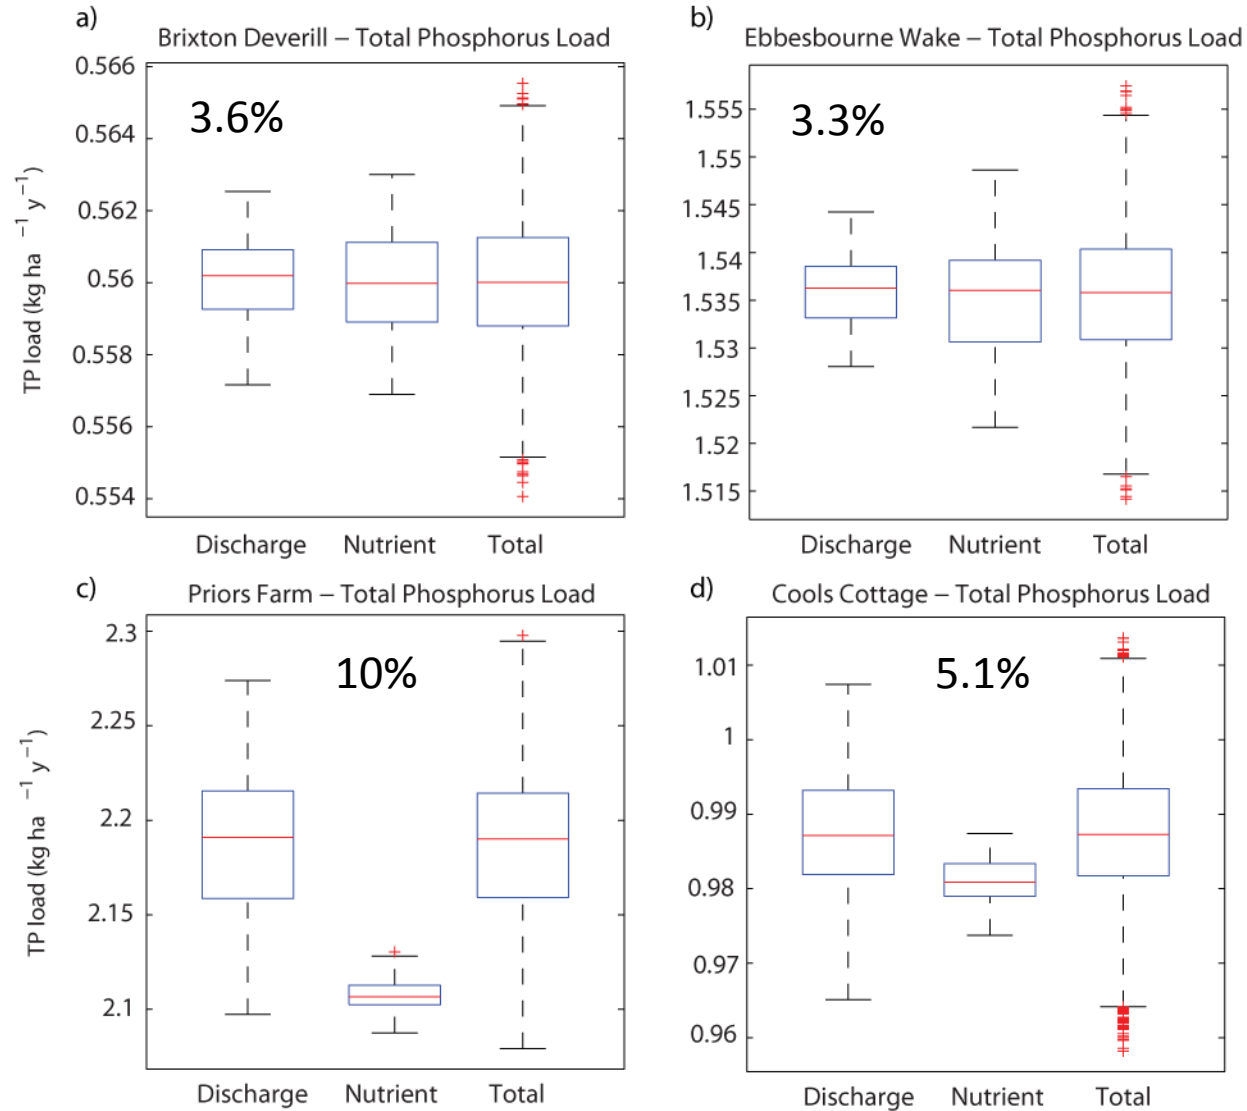 a)
Brixton Deverill – Total Phosphorus Load
TP load (kg ha ⁻¹ y ⁻¹)
0.566
0.564
0.562
0.56
0.558
0.556
0.554
3.6%
Discharge Nutrient Total
b)
Ebbesbourne Wake – Total Phosphorus Load
1.555
1.55
1.545
1.54
1.535
1.53
1.525
1.52
1.515
3.3%
Discharge Nutrient Total
c)
Priors Farm – Total Phosphorus Load
TP load (kg ha ⁻¹ y ⁻¹)
2.3
2.25
2.2
2.15
2.1
10%
Discharge Nutrient Total
d)
Cools Cottage – Total Phosphorus Load
1.01
1
0.99
0.98
0.97
0.96
5.1%
Discharge Nutrient Total